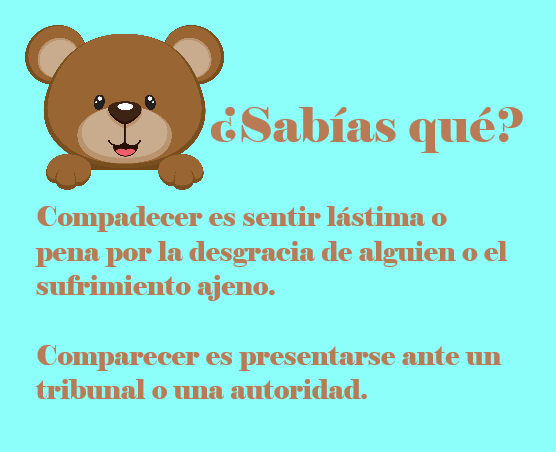 ¿Sabías qué?
Compadecer es sentir lástima o
pena por la desgracia de alguien o el
sufrimiento ajeno.
Comparecer es presentarse ante un
tribunal o una autoridad.